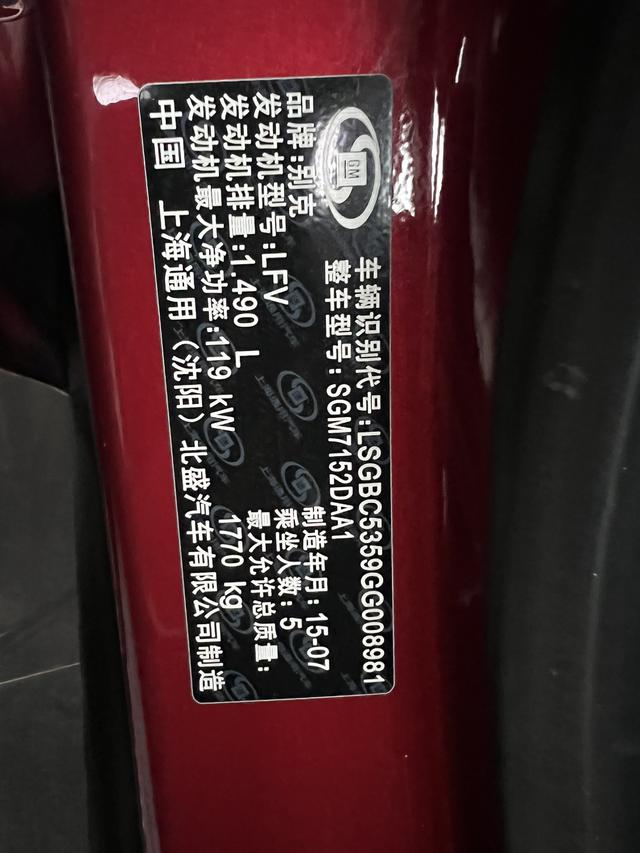 GM
车辆识别代号:LSGBC5359GG008981
整车型号:SGM7152DAA1
品牌:别克
制造年月:15-07
发动机型号:LFV
乘坐人数:5
发动机排量:1.490 L
最大允许总质量:
发动机最大净功率:119 kW
1770 kg
中国 上海通用(沈阳)北盛汽车有限公司制造